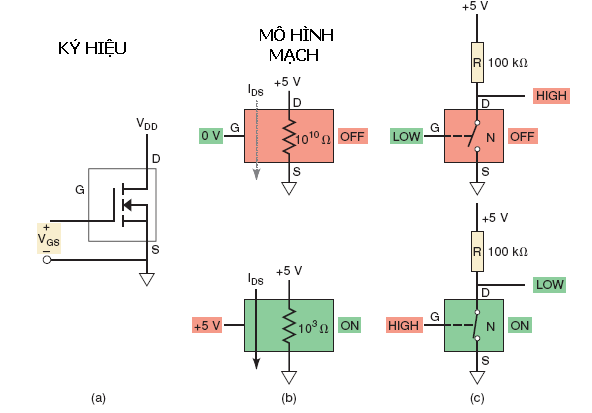 KÝ HIỆU
V_DD
D
G
+
V_GS
–
S
(a)
MÔ HÌNH
MẠCH
I_DS
+5 V
D
0 V
G
10^10 Ω
OFF
S
I_DS
+5 V
+5 V
10^3 Ω
ON
(b)
+5 V
R
100 kΩ
HIGH
D
LOW
G
N
OFF
S
+5 V
R
100 kΩ
LOW
D
HIGH
G
N
ON
S
(c)